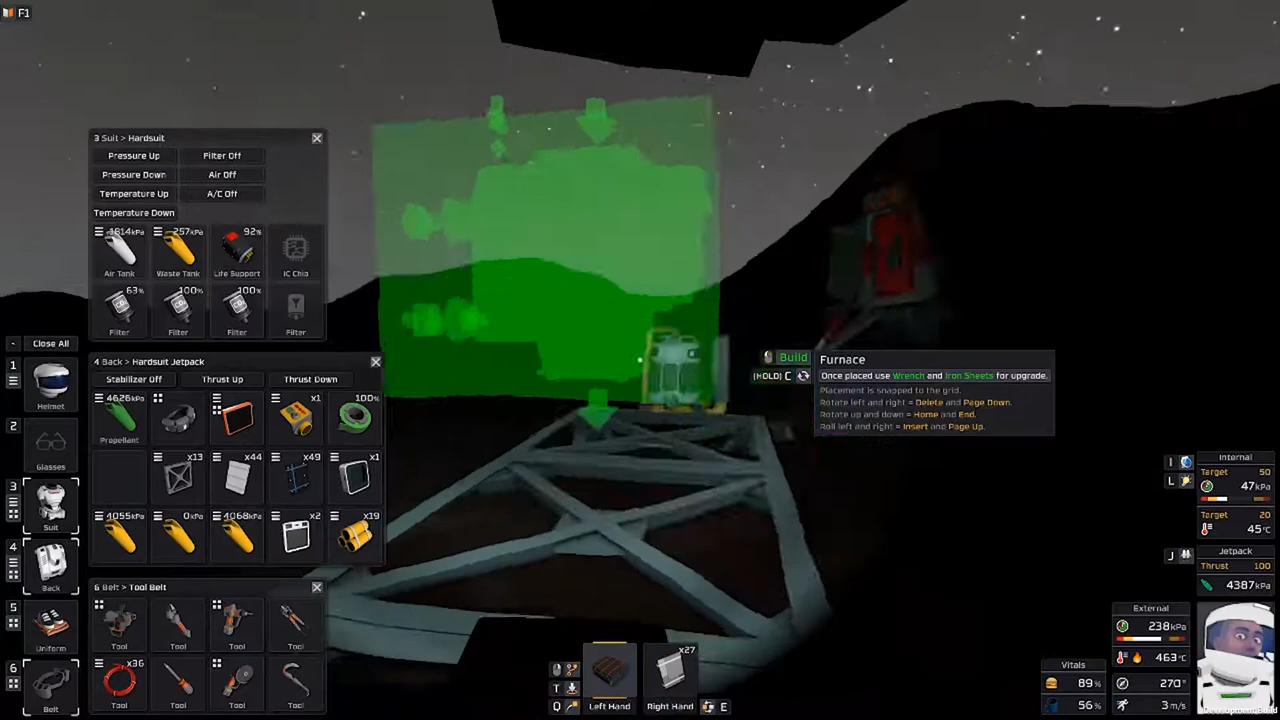 F1
3 Suit > Hardsuit
Pressure Up
Filter Off
Pressure Down
Air Off
Temperature Up
A/C Off
Temperature Down
257kPa
92%
Air Tank
Waste Tank
Life Support
IC Chip
63%
100%
100%
Filter
Filter
Filter
Filter
Close All
1
Helmet
2
Glasses
3
Suit
4
Back
5
Uniform
6
Belt
4 Back > Hardsuit Jetpack
Stabilizer Off
Thrust Up
Thrust Down
4626kPa
x1
100%
Propellant
x13
x44
x49
x1
4055kPa
0kPa
4068kPa
x2
x19
6 Belt > Tool Belt
Tool
Tool
Tool
Tool
x36
Tool
Tool
Tool
Tool
Build
(HOLD) C
Furnace
Once placed use Wrench and Iron Sheets for upgrade.
Placement is snapped to the grid.
Rotate left and right = Delete and Page Down.
Rotate up and down = Home and End.
Roll left and right = Insert and Page Up.
T
Q
Left Hand
x27
Right Hand
E
I
L
Internal
Target 50
47kPa
Target 20
45°C
J
Jetpack
Thrust 100
4387kPa
External
238kPa
463°C
270°
3m/s
Vitals
89%
56%